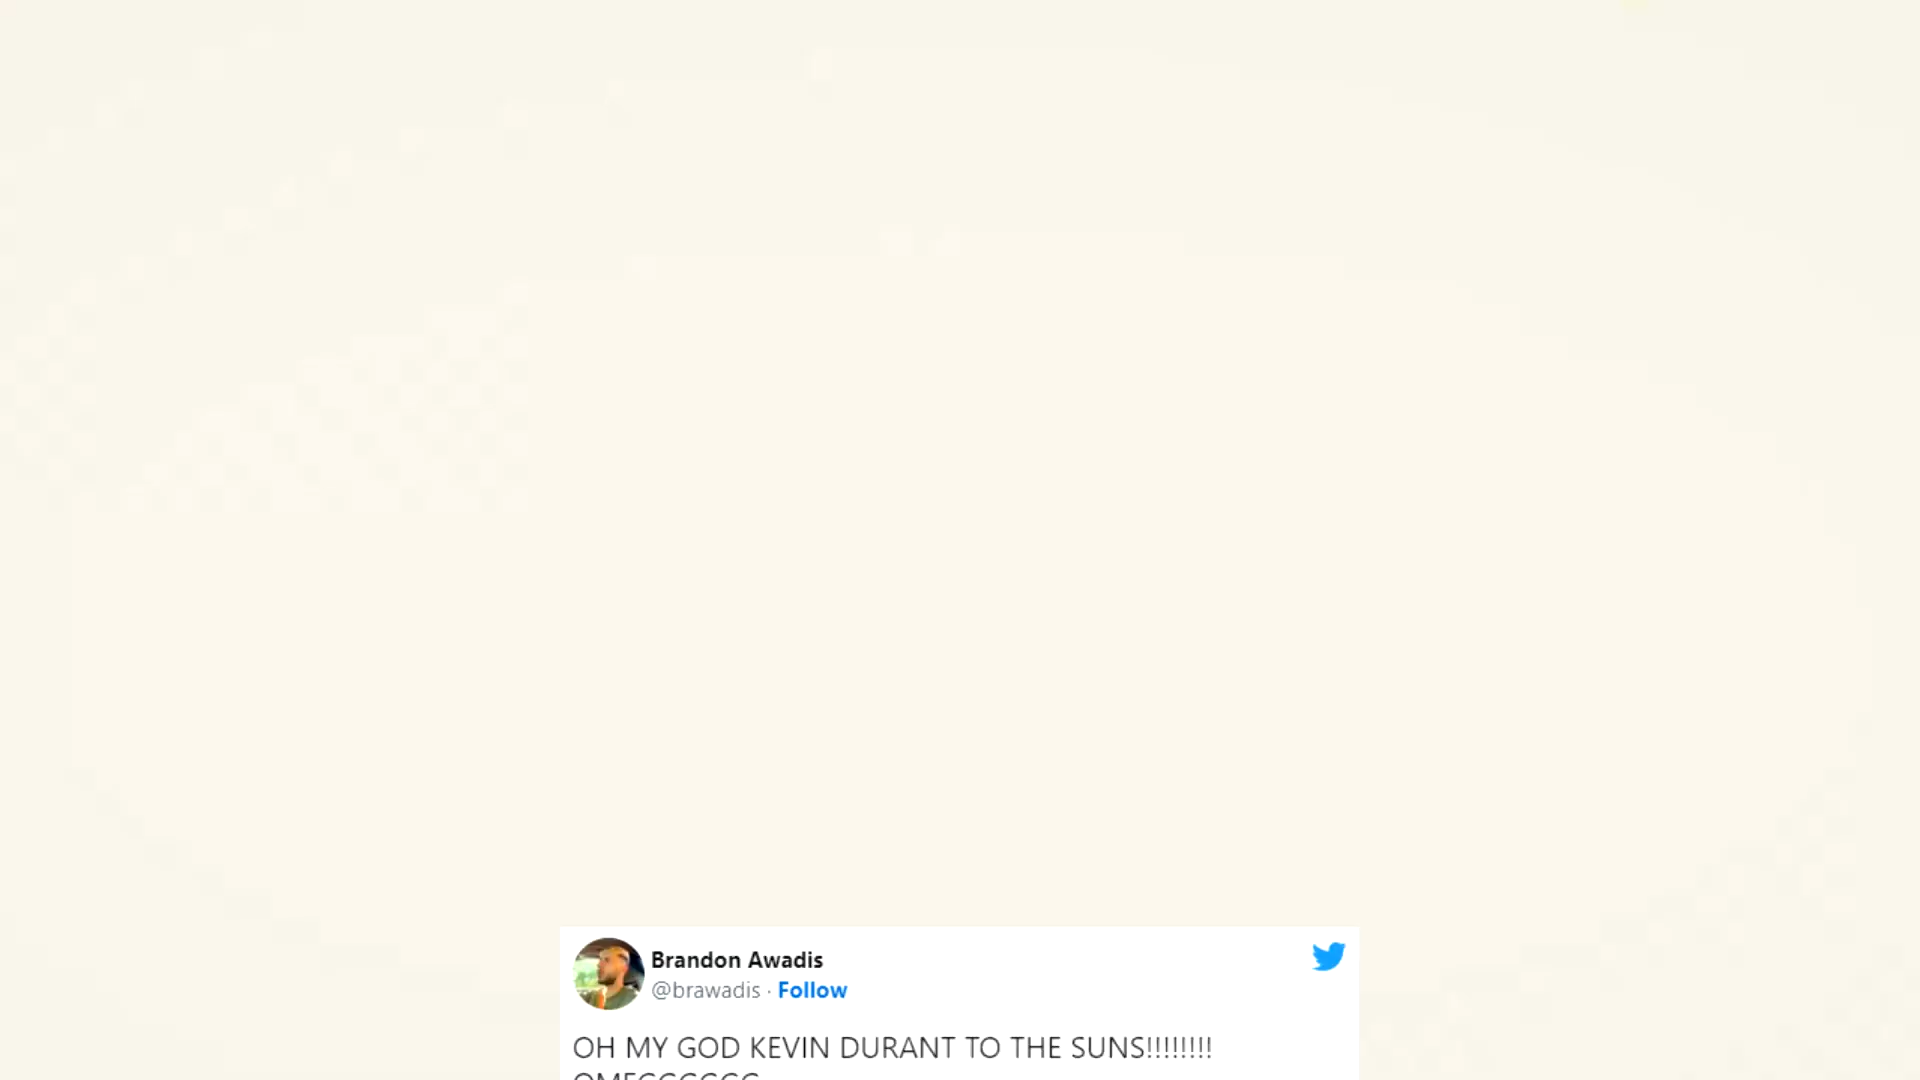 Brandon Awadis
@brawadis · Follow
OH MY GOD KEVIN DURANT TO THE SUNS!!!!!!!!